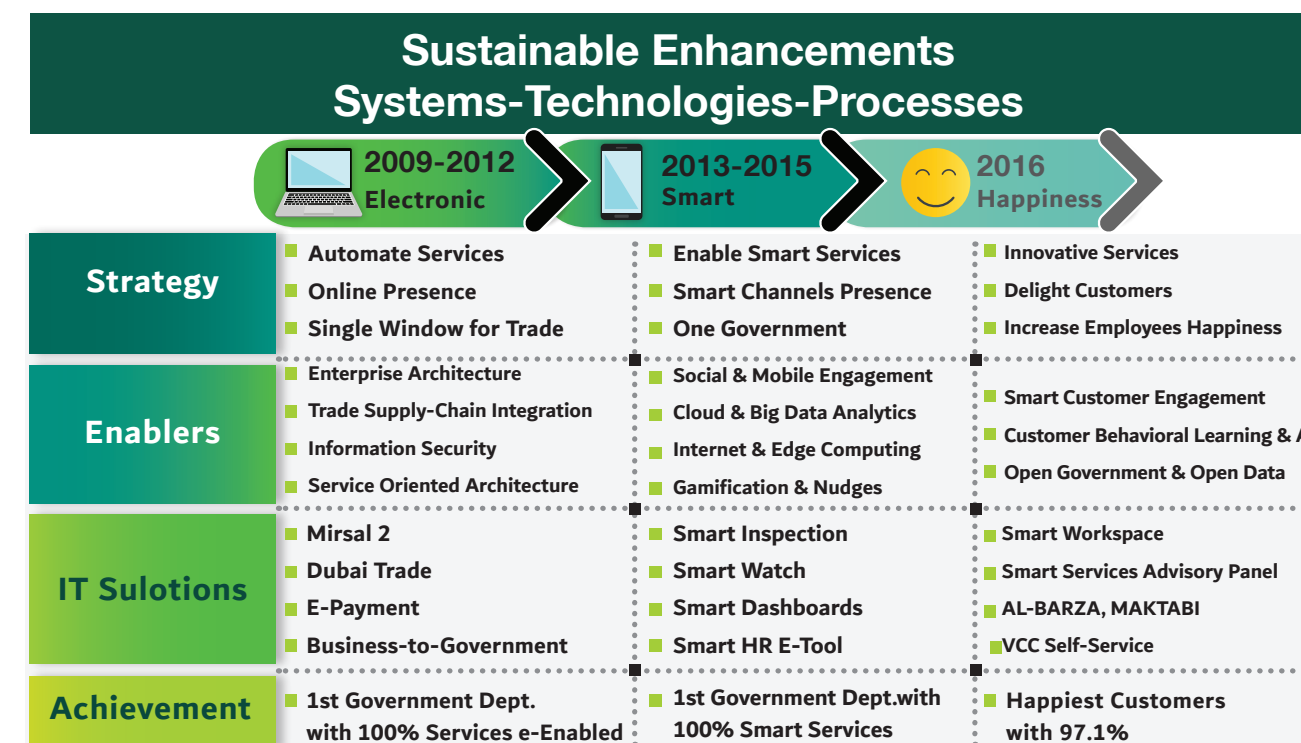 Sustainable Enhancements
Systems-Technologies-Processes
2009-2012
Electronic
2013-2015
Smart
2016
Happiness
Strategy
Automate Services
Online Presence
Single Window for Trade
Enable Smart Services
Smart Channels Presence
One Government
Innovative Services
Delight Customers
Increase Employees Happiness
Enablers
Enterprise Architecture
Trade Supply-Chain Integration
Information Security
Service Oriented Architecture
Social & Mobile Engagement
Cloud & Big Data Analytics
Internet & Edge Computing
Gamification & Nudges
Smart Customer Engagement
Customer Behavioral Learning &
Open Government & Open Data
IT Sulotions
Mirsal 2
Dubai Trade
E-Payment
Business-to-Government
Smart Inspection
Smart Watch
Smart Dashboards
Smart HR E-Tool
Smart Workspace
Smart Services Advisory Panel
AL-BARZA, MAKTABI
VCC Self-Service
Achievement
1st Government Dept.
with 100% Services e-Enabled
1st Government Dept.with
100% Smart Services
Happiest Customers
with 97.1%